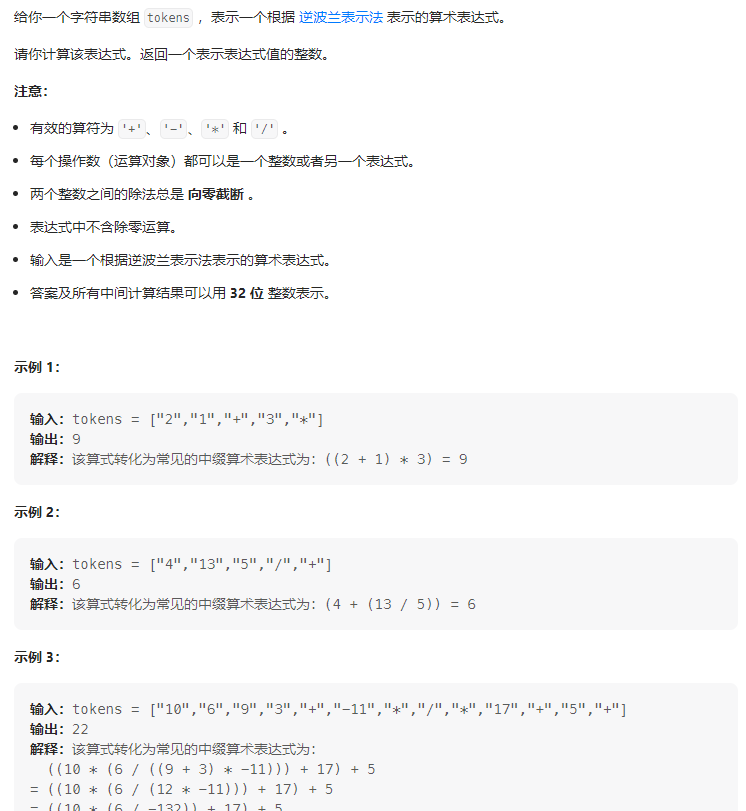 给你一个字符串数组 tokens ，表示一个根据 逆波兰表示法 表示的算术表达式。
请你计算该表达式。返回一个表示表达式值的整数。
注意：
• 有效的算符为 '+'、'-'、'*' 和 '/' 。
• 每个操作数（运算对象）都可以是一个整数或者另一个表达式。
• 两个整数之间的除法总是 向零截断 。
• 表达式中不含除零运算。
• 输入是一个根据逆波兰表示法表示的算术表达式。
• 答案及所有中间计算结果可以用 32 位 整数表示。
示例 1：
输入：tokens = ["2","1","+","3","*"]
输出：9
解释：该算式转化为常见的中缀算术表达式为：((2 + 1) * 3) = 9
示例 2：
输入：tokens = ["4","13","5","/","+"]
输出：6
解释：该算式转化为常见的中缀算术表达式为：(4 + (13 / 5)) = 6
示例 3：
输入：tokens = ["10","6","9","3","+","-11","*","/","*","17","+","5","+"]
输出：22
解释：该算式转化为常见的中缀算术表达式为：
((10 * (6 / ((9 + 3) * -11))) + 17) + 5
= ((10 * (6 / (12 * -11))) + 17) + 5
= ((10 * (6 / -132)) + 17) + 5